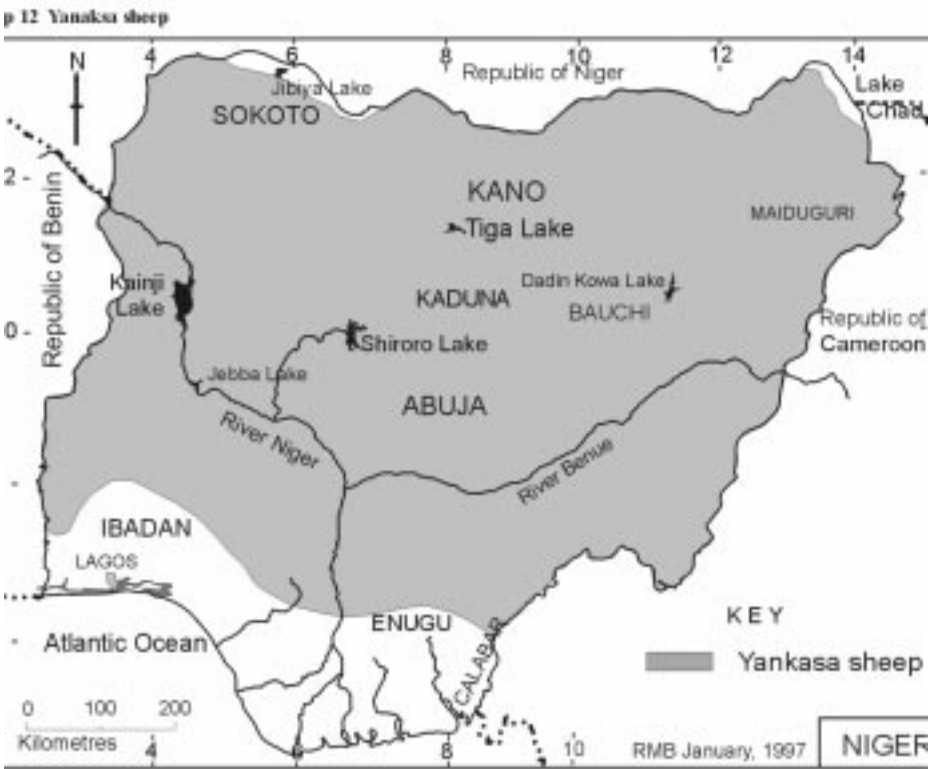 p 12 Yanaksa sheep
4 6 8 10 12 14
N
Republic of Niger
Jibiya Lake
Lake
Chad
SOKOTO
2 -
KANO
MAIDUGURI
Tiga Lake
Republic of Benin
Kainji
Lake
Dadin Kowa Lake
KADUNA
BAUCHI
0 -
Republic of
Cameroon
Shiroro Lake
Jebba Lake
ABUJA
River Niger
River Benue
-
IBADAN
LAGOS
KEY
ENUGU
-
Atlantic Ocean
CALABAR
Yankasa sheep
0 100 200
Kilometres
4 6 8 10
RMB January, 1997
NIGER